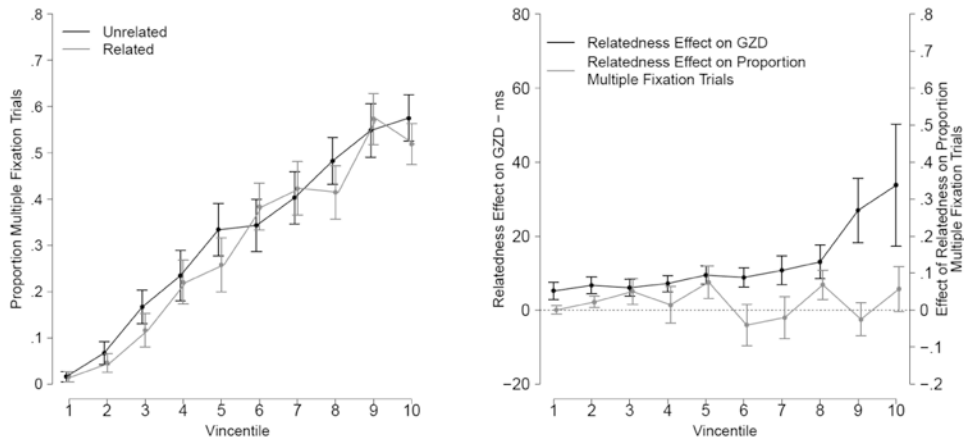 .8
.7
.6
.5
.4
.3
.2
.1
0
Proportion Multiple Fixation Trials
Unrelated
Related
1 2 3 4 5 6 7 8 9 10
Vincentile
80
60
40
20
0
−20
Relatedness Effect on GZD − ms
Relatedness Effect on GZD
Relatedness Effect on Proportion
Multiple Fixation Trials
.8
.7
.6
.5
.4
.3
.2
.1
0
−.1
−.2
Effect of Relatedness on Proportion
Multiple Fixation Trials
1 2 3 4 5 6 7 8 9 10
Vincentile